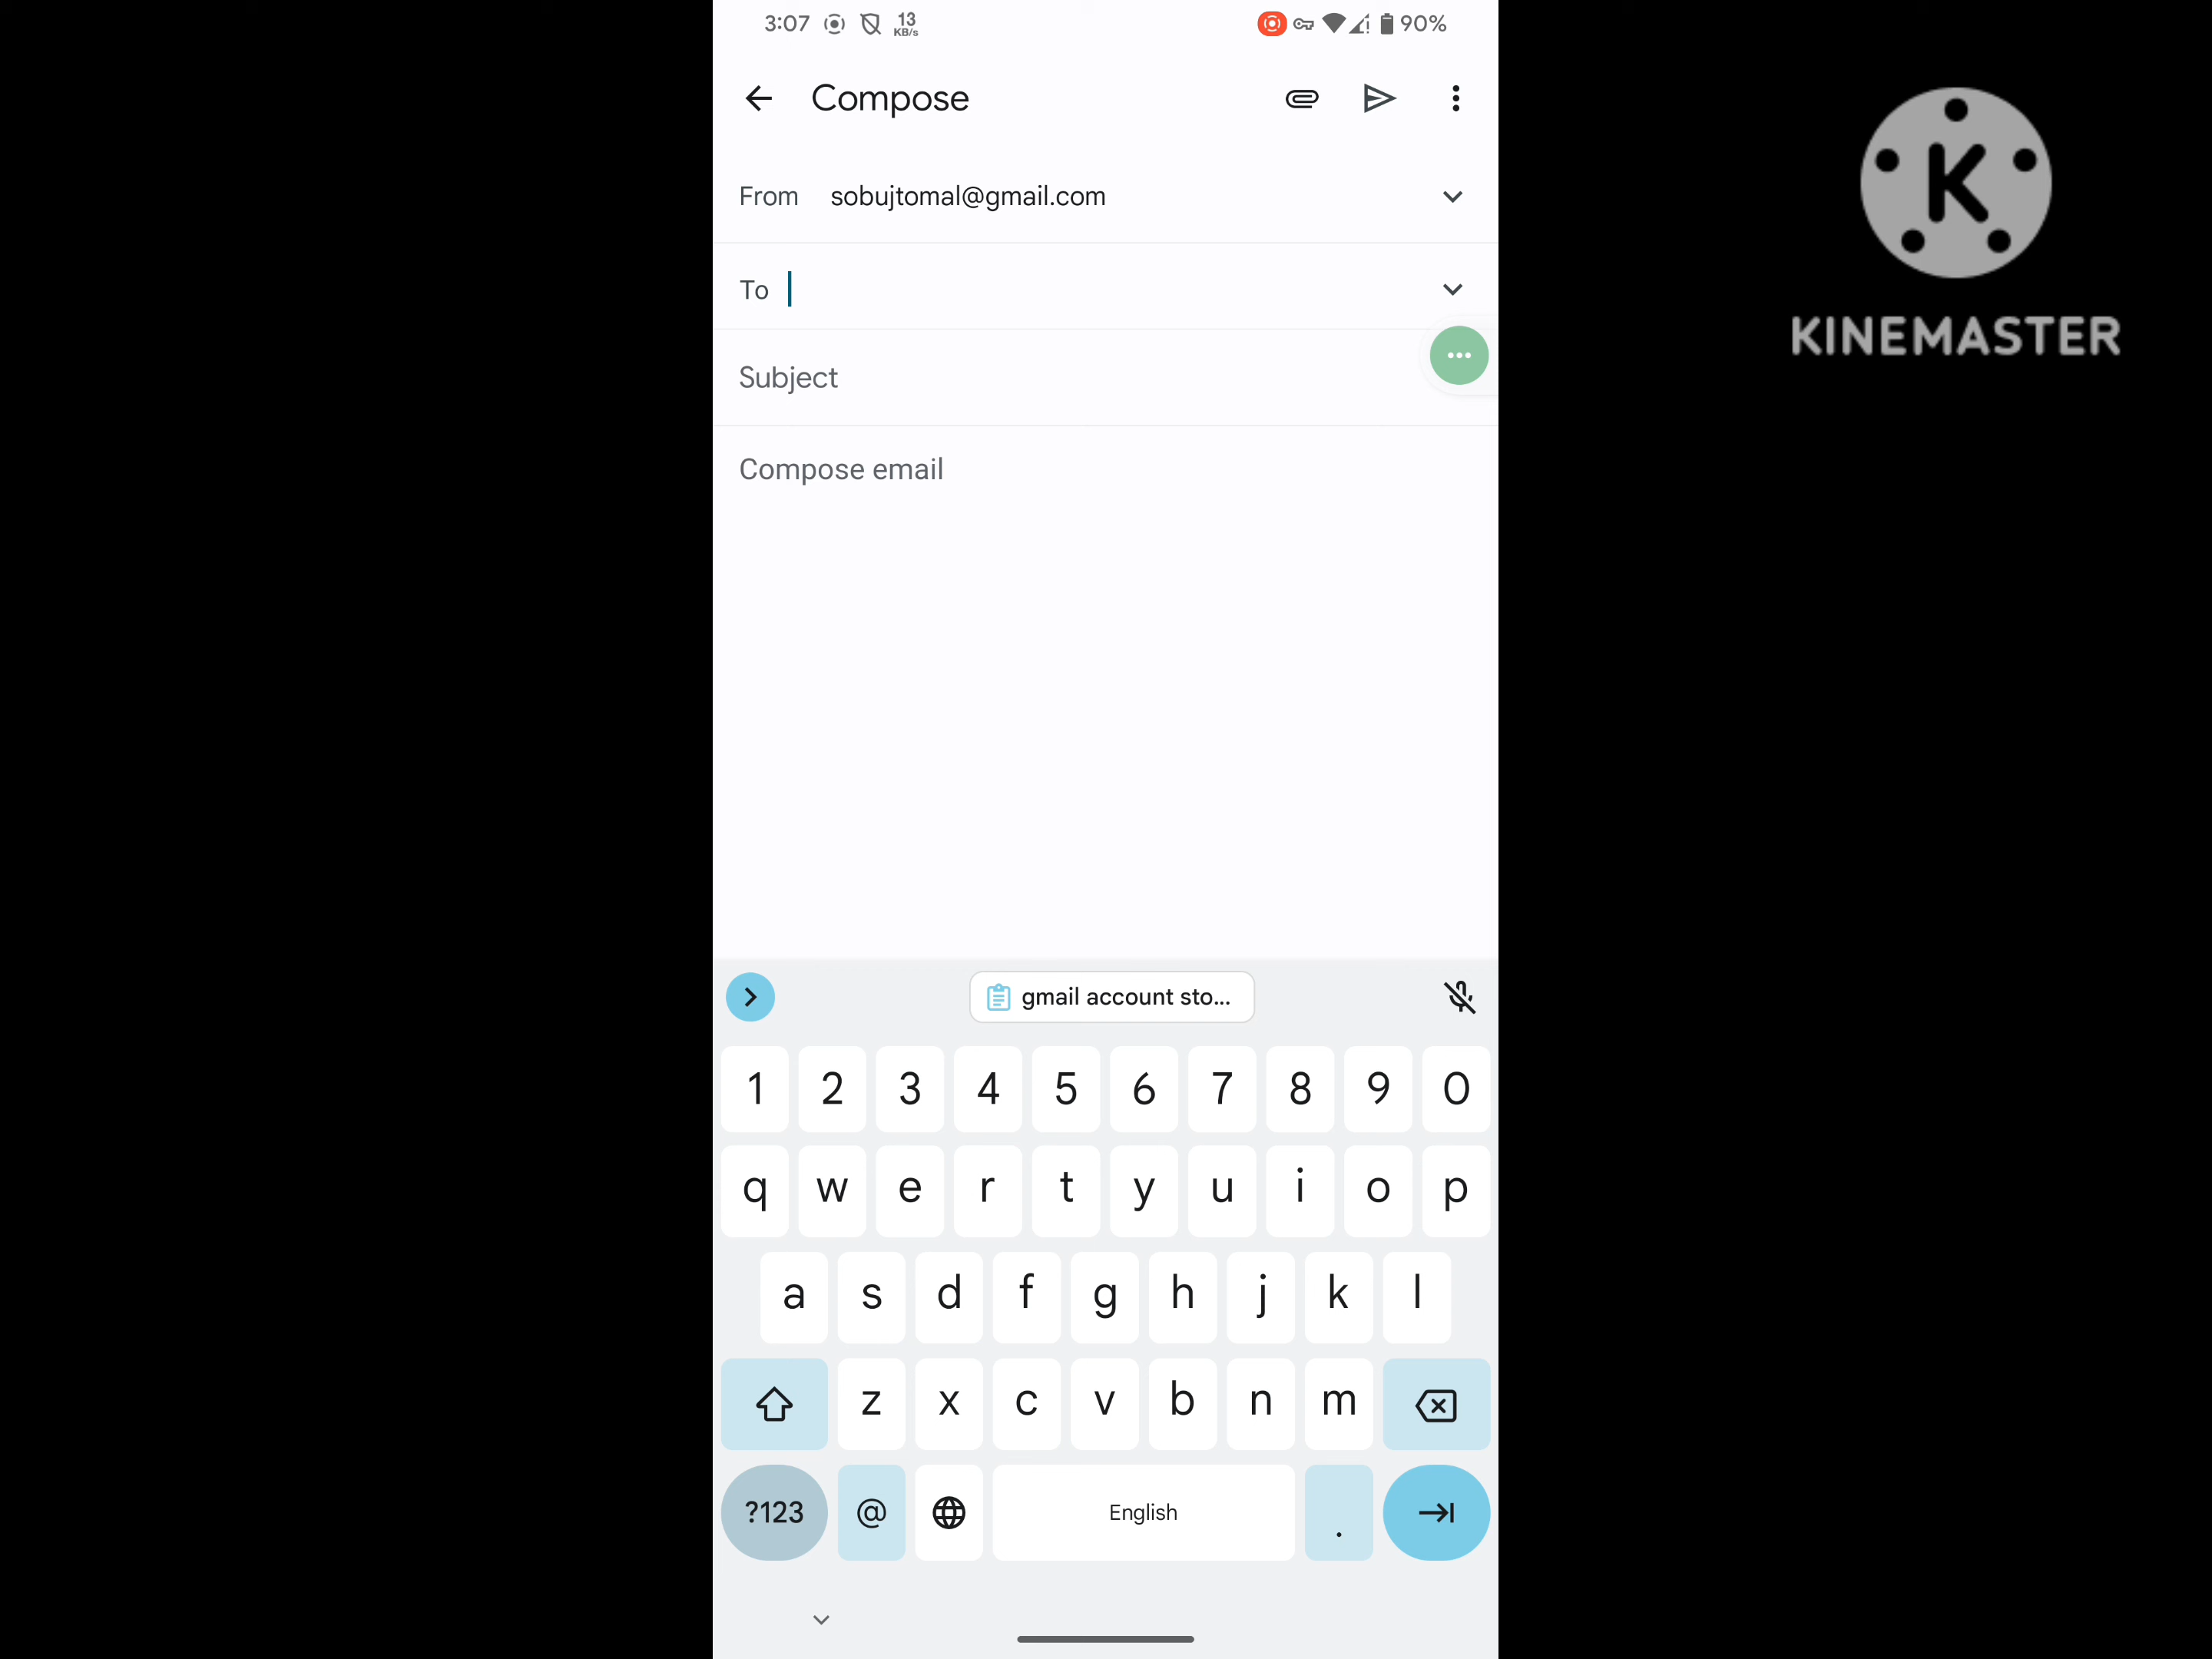 3:07 13 KB/s 90%
Compose
From sobujtomal@gmail.com
To
Subject
Compose email
gmail account sto...
1 2 3 4 5 6 7 8 9 0
q w e r t y u i o p
a s d f g h j k l
z x c v b n m
?123 @ English .
K
KINEMASTER